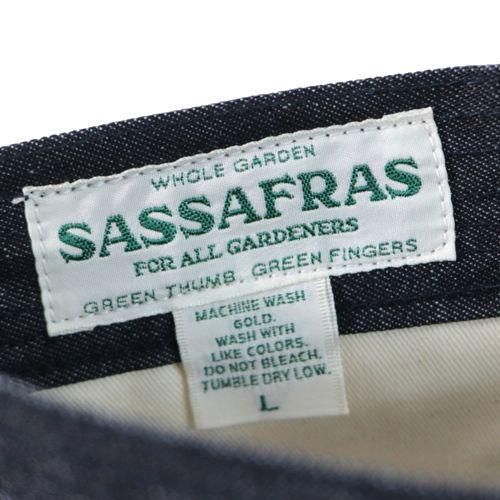 WHOLE GARDEN
SASSAFRAS
FOR ALL GARDENERS
GREEN THUMB. GREEN FINGERS
MACHINE WASH
GOLD.
WASH WITH
LIKE COLORS.
DO NOT BLEACH.
TUMBLE DRY LOW.
L